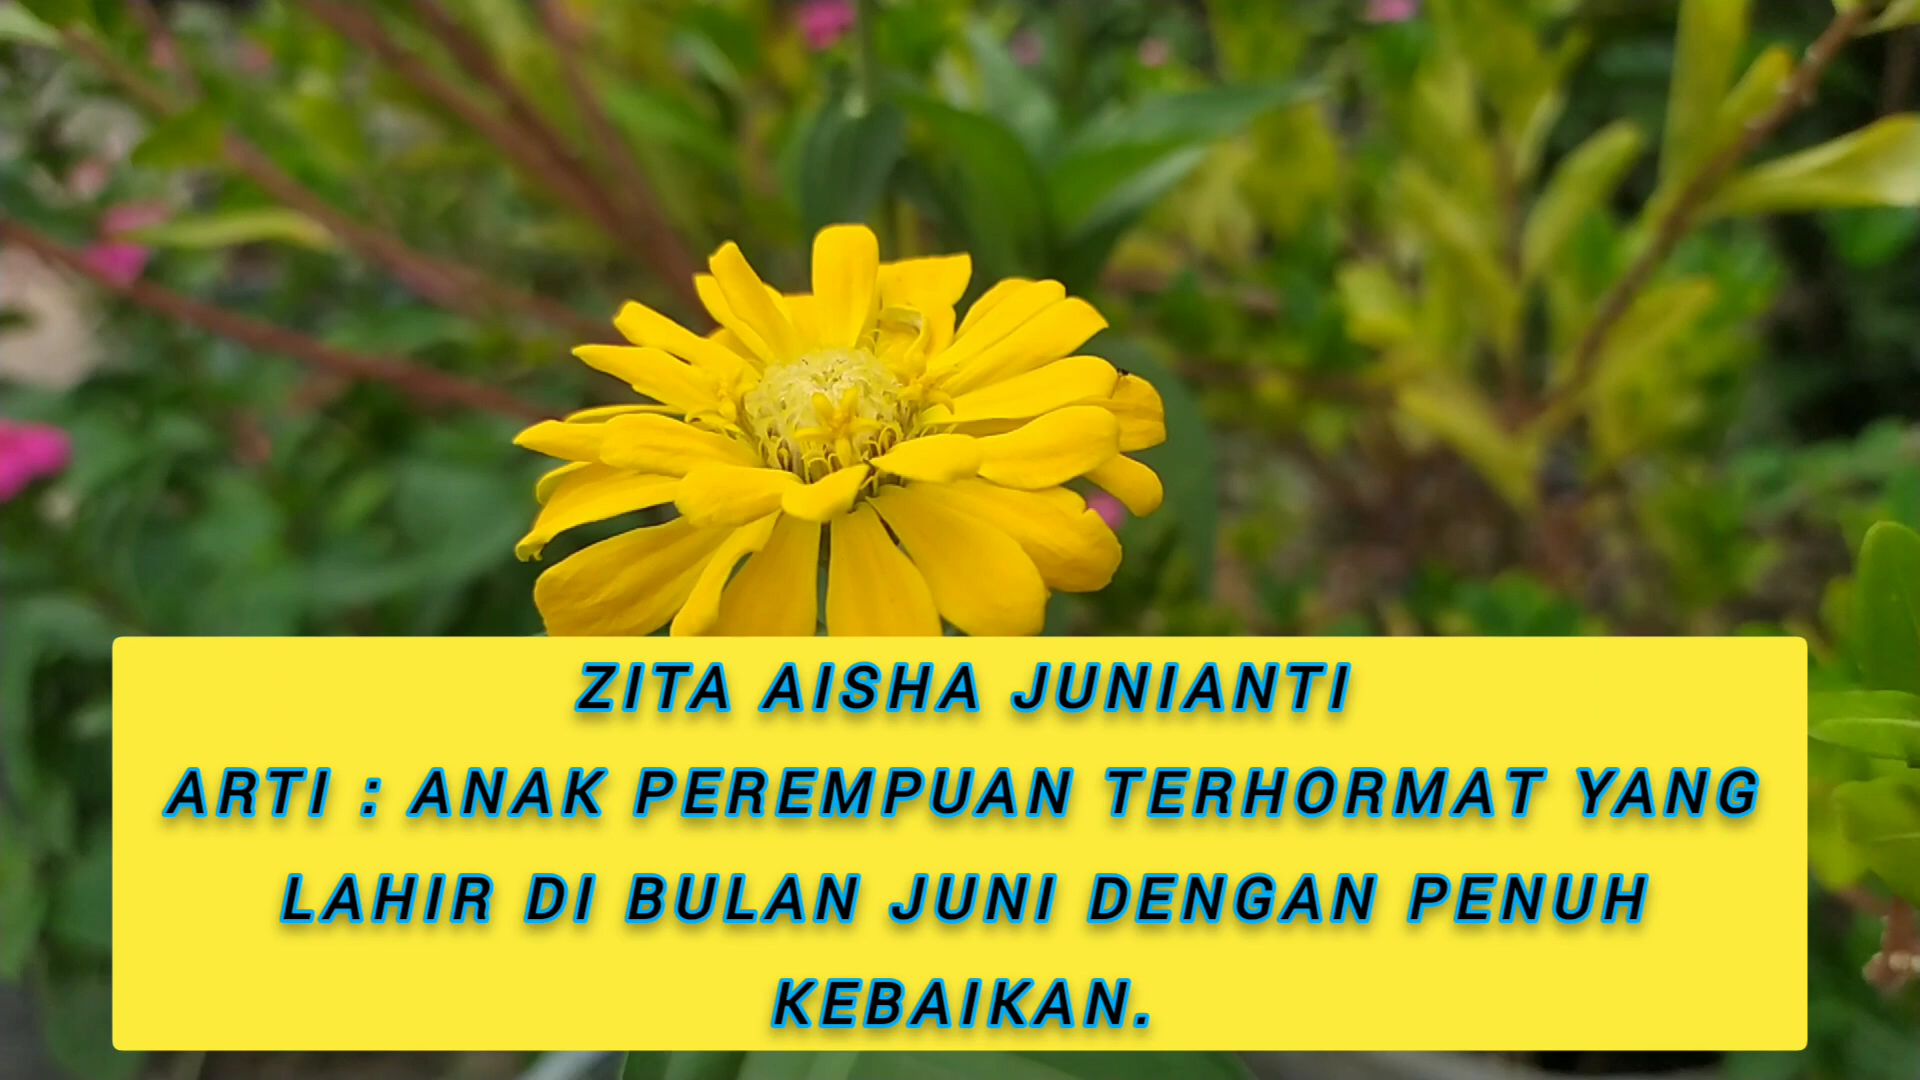 ZITA AISHA JUNIANTI
ARTI : ANAK PEREMPUAN TERHORMAT YANG
LAHIR DI BULAN JUNI DENGAN PENUH
KEBAIKAN.